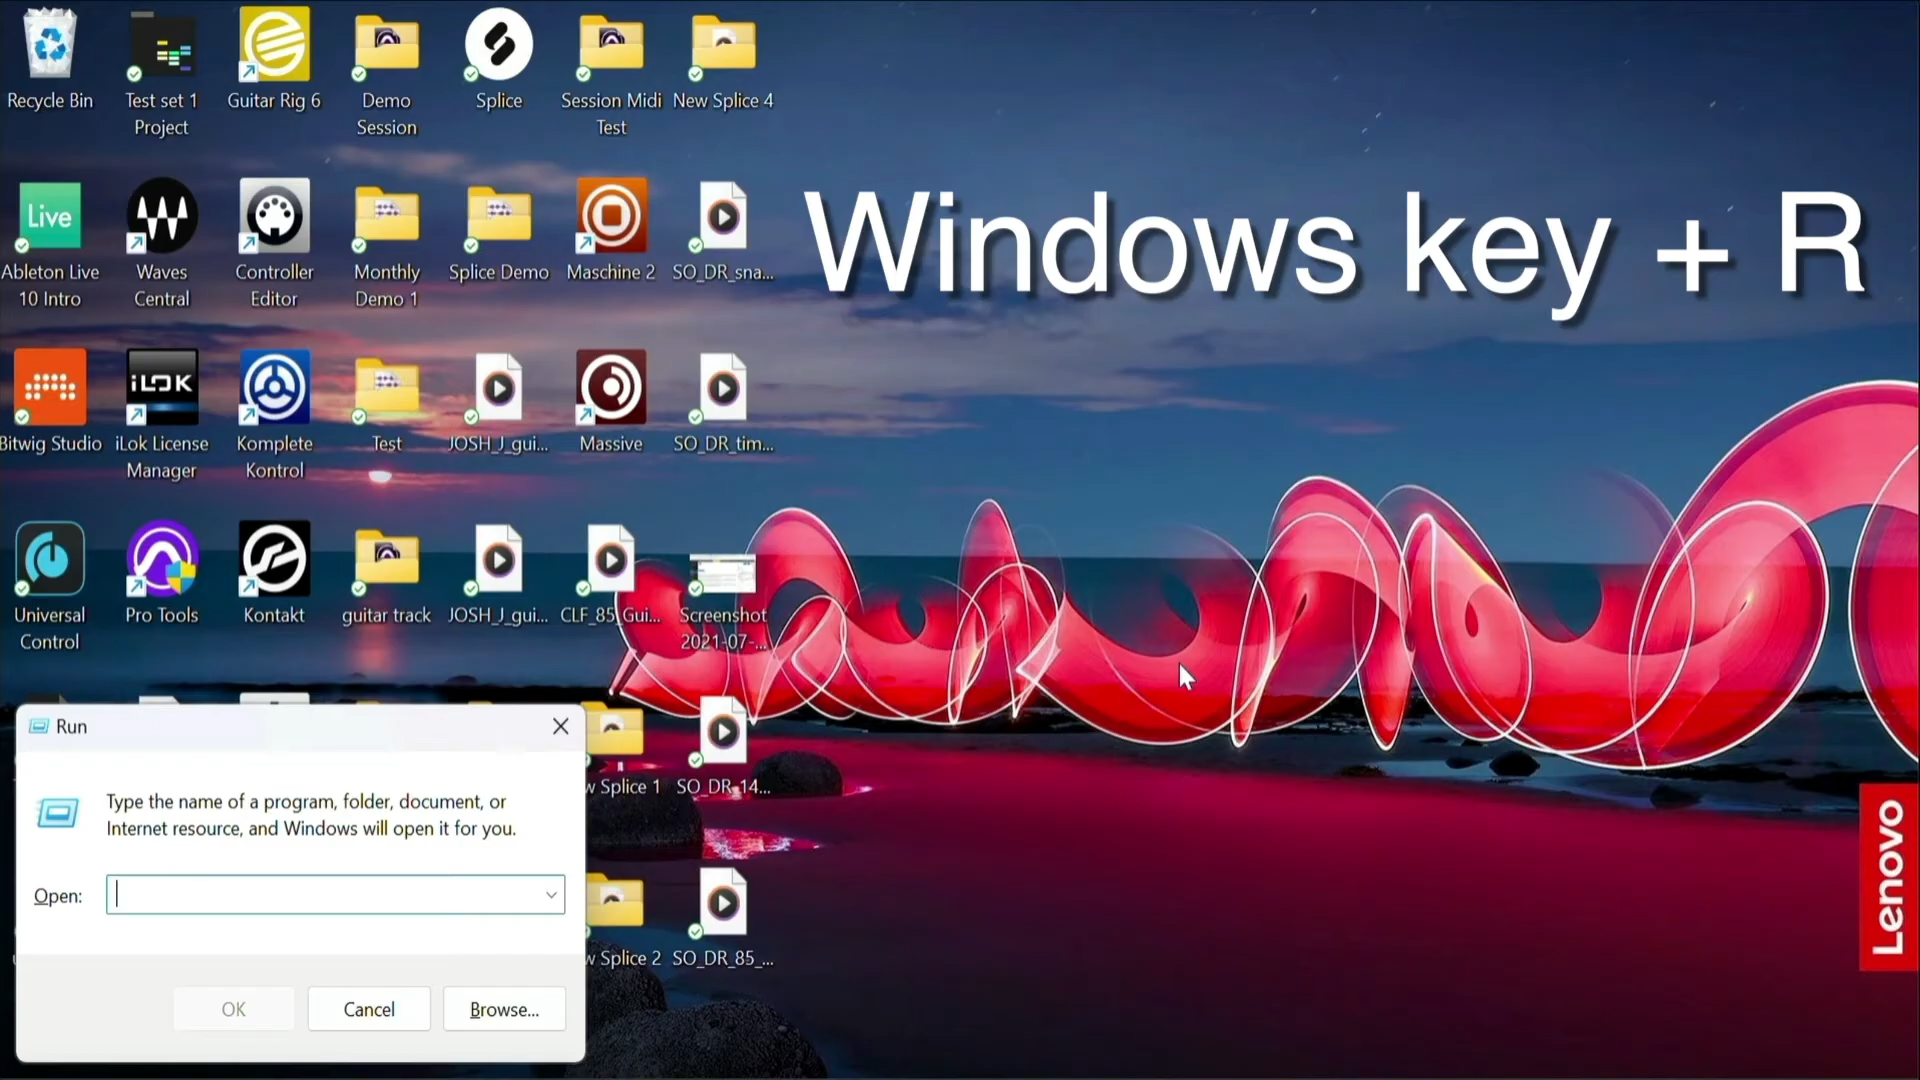 Recycle Bin
Test set 1
Project
Guitar Rig 6
Demo
Session
Splice
Session Midi
Test
New Splice 4
Live
Ableton Live
10 Intro
Waves
Central
Controller
Editor
Monthly
Demo 1
Splice Demo
Maschine 2
SO_DR_sna...
Windows key + R
Bitwig Studio
iLOK
iLok License
Manager
Komplete
Kontrol
Test
JOSH_J_gui...
Massive
SO_DR_tim...
Universal
Control
Pro Tools
Kontakt
guitar track
JOSH_J_gui...
CLF_85_Gui...
Screenshot
2021-07-...
w Splice 1
SO_DR_14...
w Splice 2
SO_DR_85_...
Run
Type the name of a program, folder, document, or
Internet resource, and Windows will open it for you.
Open:
OK
Cancel
Browse...
Lenovo